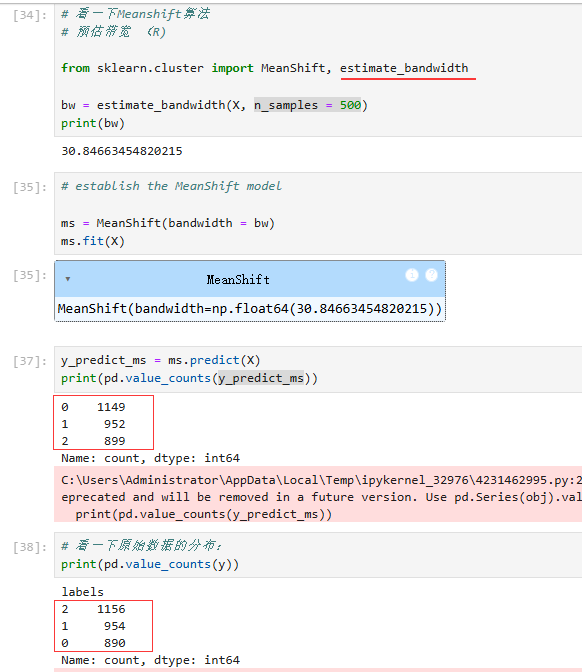 [34]:
# 看一下Meanshift算法
# 预估带宽 （R)
from sklearn.cluster import MeanShift, estimate_bandwidth
bw = estimate_bandwidth(X, n_samples = 500)
print(bw)
30.84663454820215
[35]:
# establish the MeanShift model
ms = MeanShift(bandwidth = bw)
ms.fit(X)
[35]:
MeanShift
MeanShift(bandwidth=np.float64(30.84663454820215))
[37]:
y_predict_ms = ms.predict(X)
print(pd.value_counts(y_predict_ms))
0    1149
1     952
2     899
Name: count, dtype: int64
C:\Users\Administrator\AppData\Local\Temp\ipykernel_32976\4231462995.py:2
eprecated and will be removed in a future version. Use pd.Series(obj).val
  print(pd.value_counts(y_predict_ms))
[38]:
# 看一下原始数据的分布：
print(pd.value_counts(y))
labels
2    1156
1     954
0     890
Name: count, dtype: int64